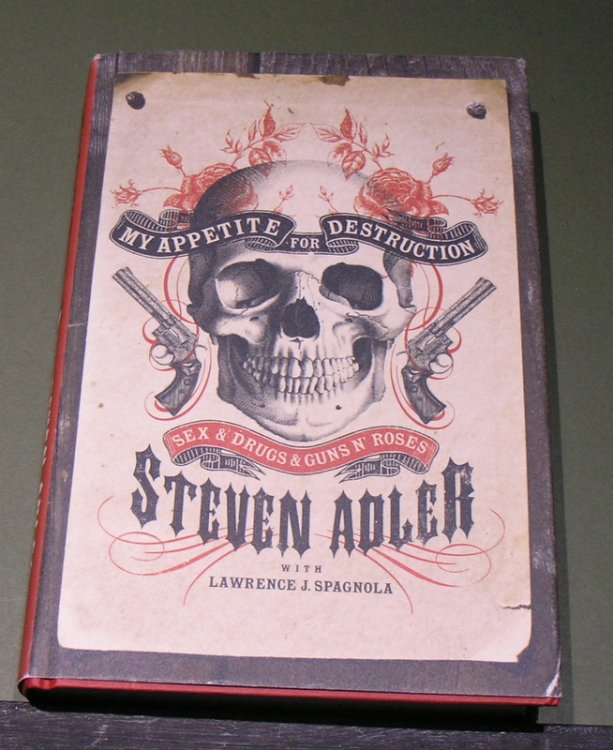 MY APPETITE FOR DESTRUCTION
SEX & DRUGS & GUNS N' ROSES
STEVEN ADLER
WITH
LAWRENCE J. SPAGNOLA